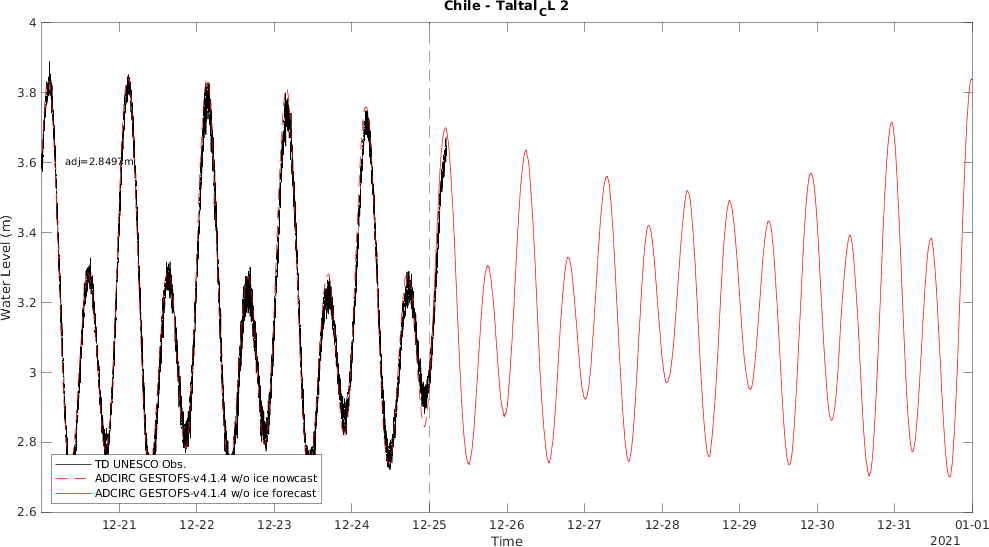 Chile - Taltal_CL 2
4
3.8
3.6
3.4
3.2
3
2.8
2.6
Water Level (m)
adj=2.8497m
TD UNESCO Obs.
ADCIRC GESTOFS-v4.1.4 w/o ice nowcast
ADCIRC GESTOFS-v4.1.4 w/o ice forecast
12-21 12-22 12-23 12-24 12-25 12-26 12-27 12-28 12-29 12-30 12-31 01-01
Time
2021